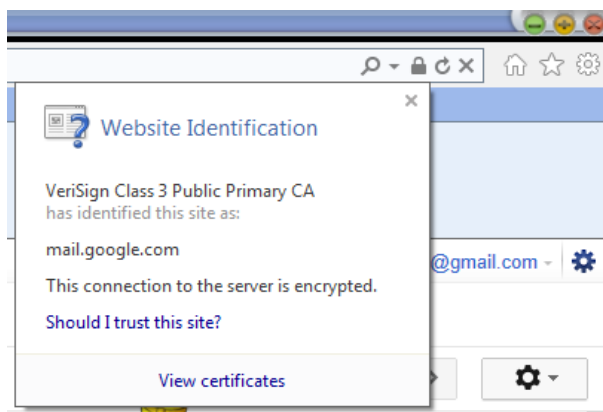 Website Identification
VeriSign Class 3 Public Primary CA
has identified this site as:
mail.google.com
@gmail.com
This connection to the server is encrypted.
Should I trust this site?
View certificates